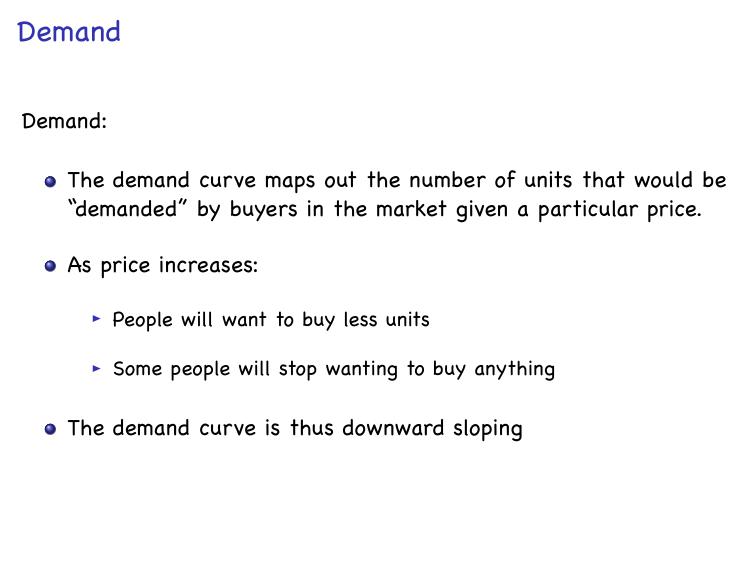 Demand
Demand:
The demand curve maps out the number of units that would be
“demanded” by buyers in the market given a particular price.
As price increases:
People will want to buy less units
Some people will stop wanting to buy anything
The demand curve is thus downward sloping